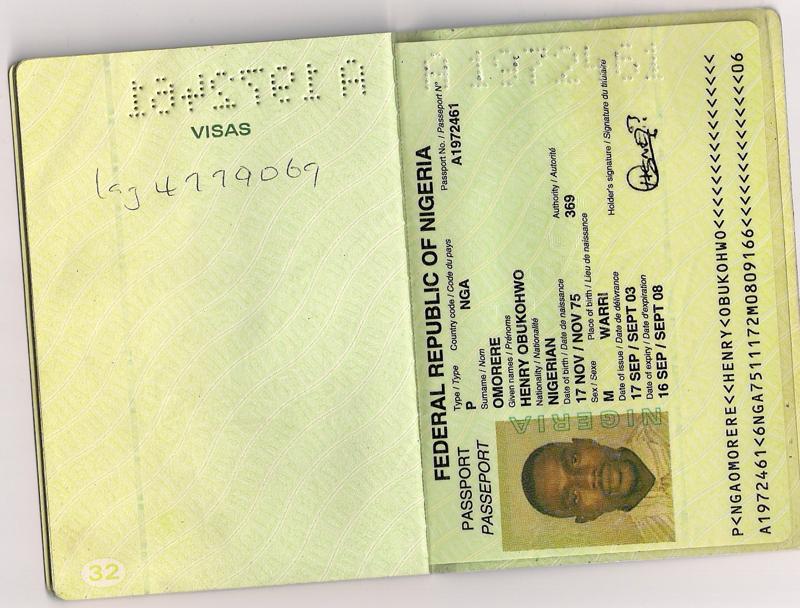 VISAS
lag 4779069
32
FEDERAL REPUBLIC OF NIGERIA
PASSPORT
PASSEPORT
Type / Type Country code / Code du pays Passport No. / Passeport N°
P NGA A1972461
Surname / Nom
OMORERE
Given names / Prénoms
HENRY OBUKOHWO
Nationality / Nationalité
NIGERIAN
Date of birth / Date de naissance Authority / Autorité
17 NOV / NOV 75 369
Sex / Sexe Place of birth / Lieu de naissance
M WARRI
Date of issue / Date de délivrance Holder's signature / Signature du titulaire
17 SEP / SEPT 03
Date of expiry / Date d'expiration
16 SEP / SEPT 08
NIGERIA
P<NGAOMORERE<<HENRY<OBUKOHWO<<<<<<<<<<<<<<<<
A1972461<6NGA7511172M0809166<<<<<<<<<<<<<<06